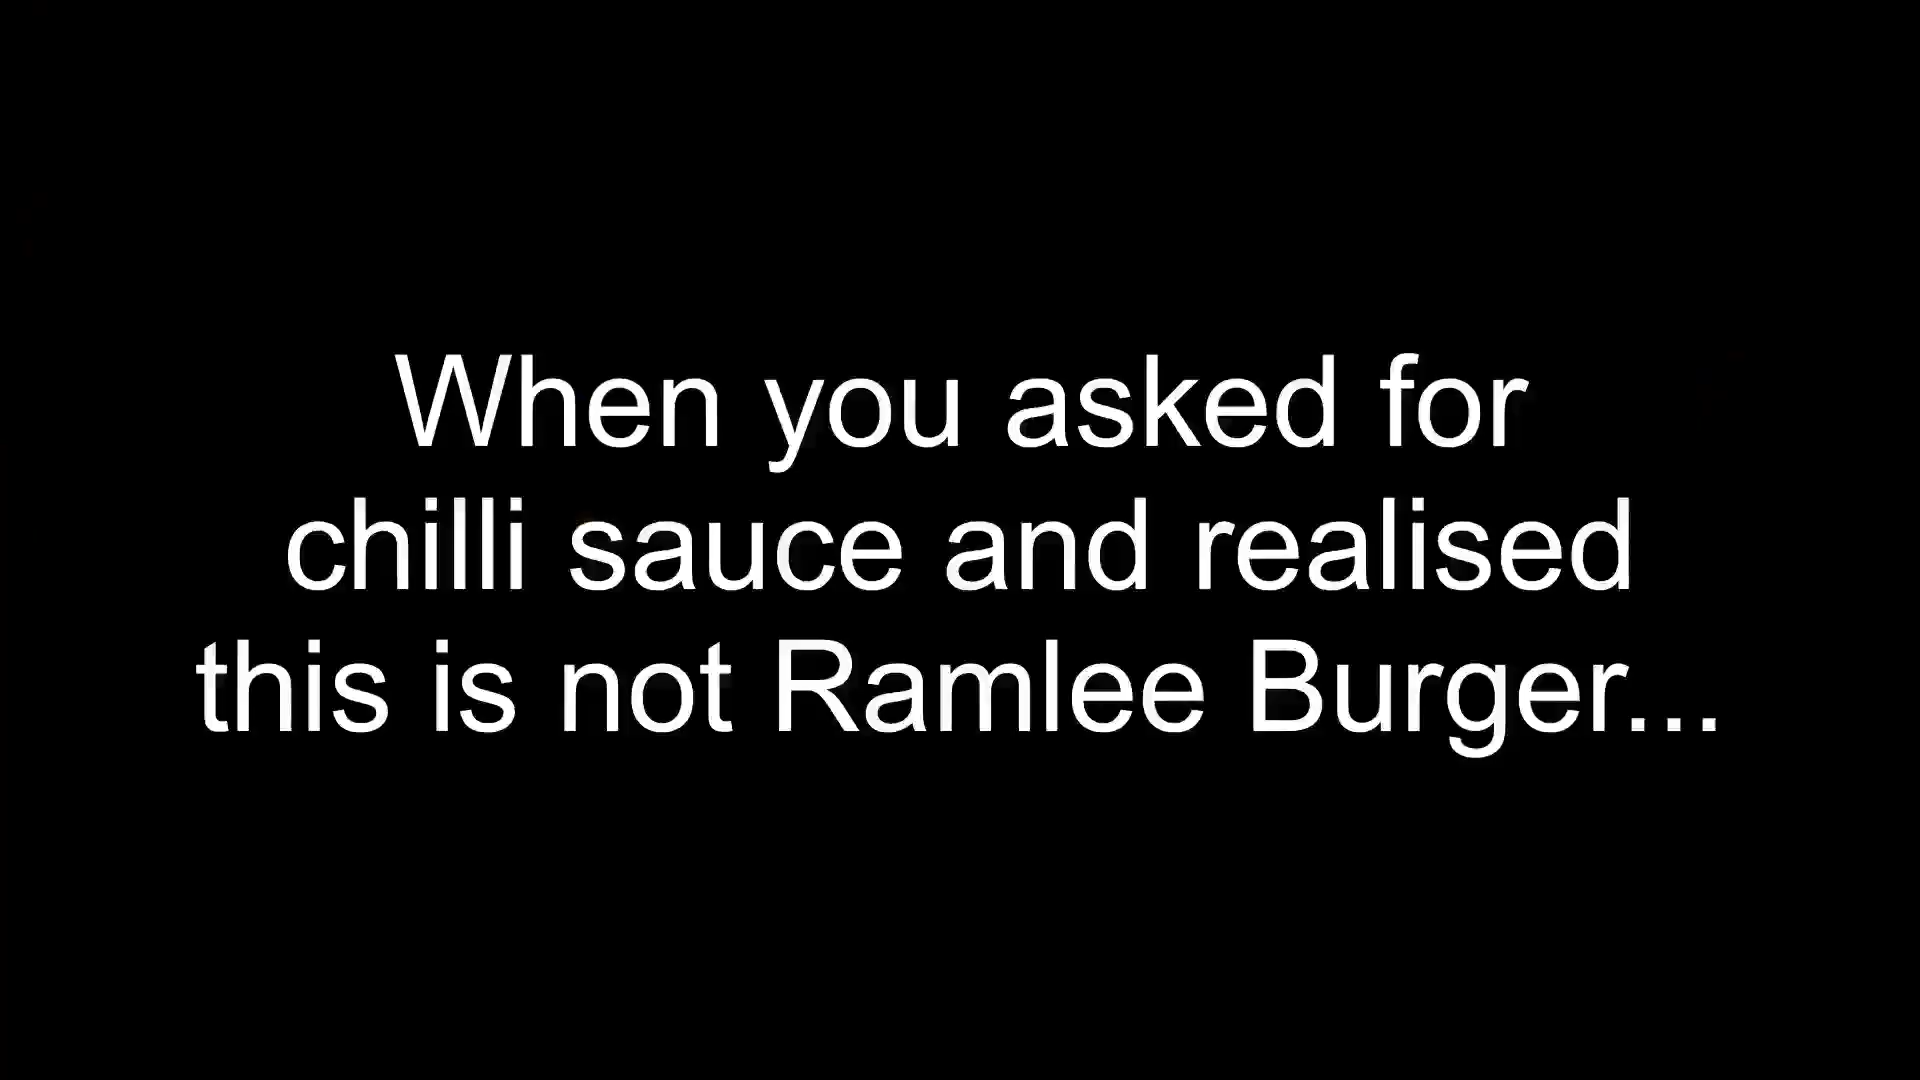 When you asked for
chilli sauce and realised
this is not Ramlee Burger...